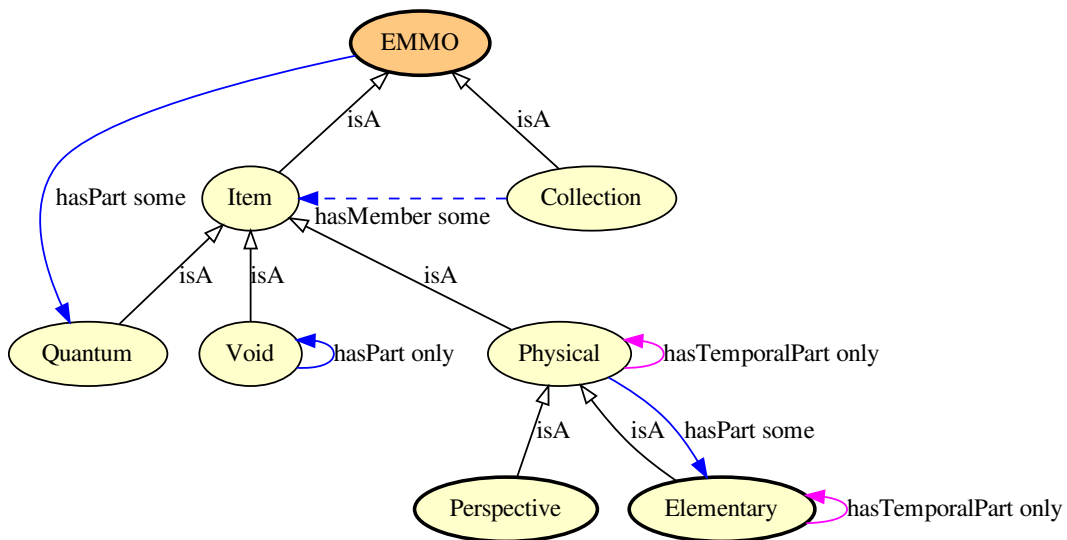 EMMO
isA
isA
hasPart some
Item
Collection
hasMember some
isA
isA
isA
Quantum
Void
hasPart only
Physical
hasTemporalPart only
isA
isA
hasPart some
Perspective
Elementary
hasTemporalPart only